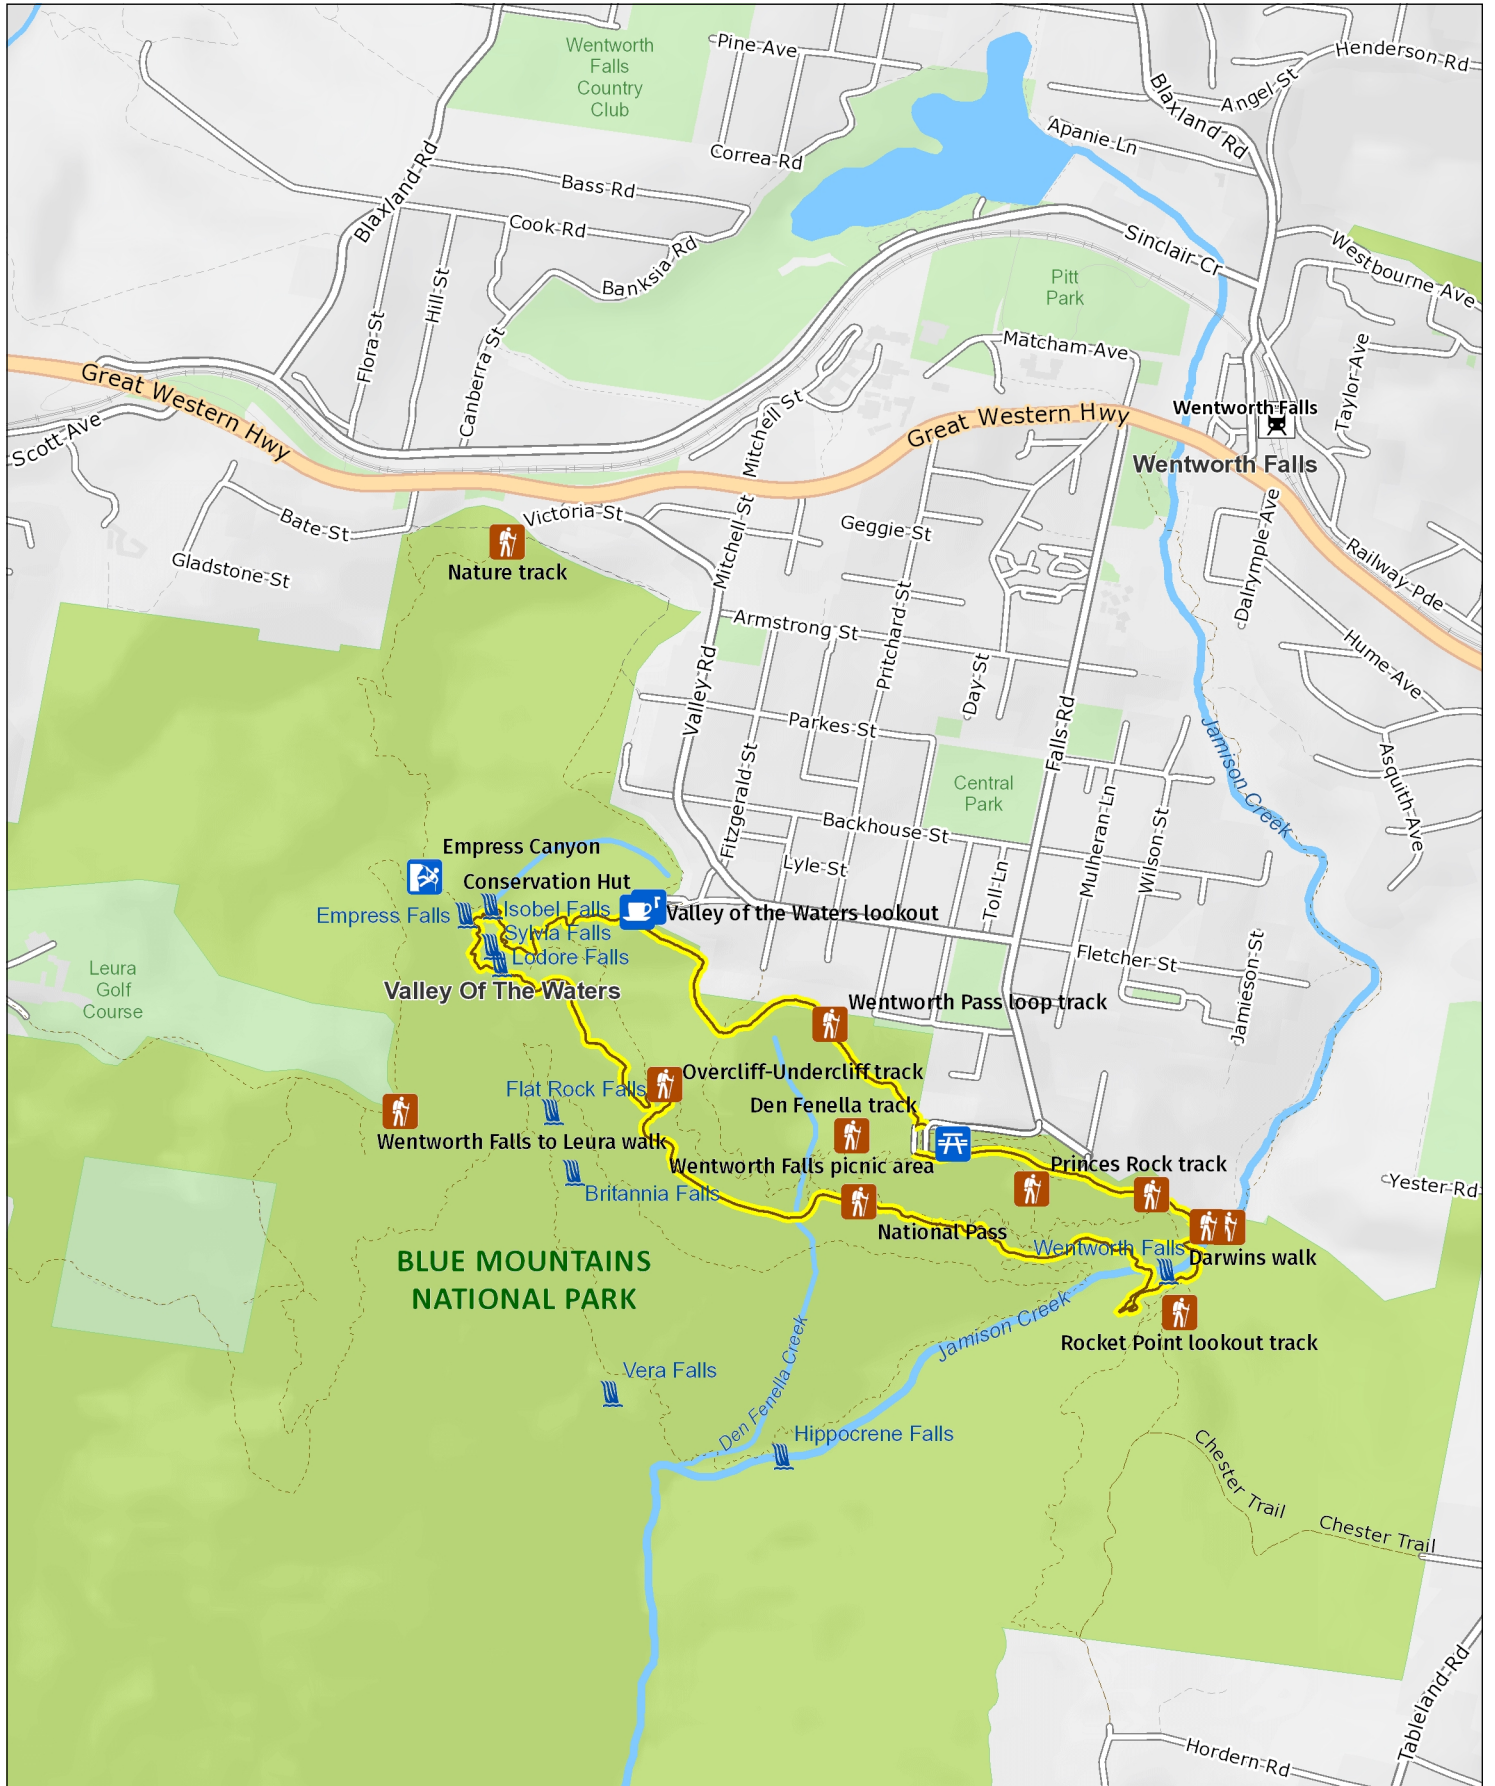 Wentworth
Falls
Country
Club
Pine Ave
Henderson Rd
Angel St
Blaxland Rd
Apanie Ln
Correa Rd
Blaxland Rd
Bass Rd
Cook Rd
Banksia Rd
Sinclair Cr
Westbourne Ave
Pitt
Park
Hill St
Flora St
Canberra St
Matcham Ave
Taylor Ave
Great Western Hwy
Mitchell St
Great Western Hwy
Wentworth Falls
Wentworth Falls
Scott Ave
Bate St
Victoria St
Mitchell St
Geggie St
Dalrymple Ave
Railway Pde
Nature track
Gladstone St
Armstrong St
Pritchard St
Day St
Hume Ave
Valley Rd
Parkes St
Falls Rd
Jamison Creek
Asquith Ave
Fitzgerald St
Central
Park
Backhouse St
Mulheran Ln
Wilson St
Lyle St
Toll Ln
Empress Canyon
Conservation Hut
Isobel Falls
Empress Falls
Valley of the Waters lookout
Sylvia Falls
Lodore Falls
Fletcher St
Jamieson St
Leura
Golf
Course
Valley Of The Waters
Wentworth Pass loop track
Overcliff-Undercliff track
Flat Rock Falls
Den Fenella track
Wentworth Falls to Leura walk
Wentworth Falls picnic area
Princes Rock track
Britannia Falls
Yester Rd
National Pass
Wentworth Falls
Darwins walk
BLUE MOUNTAINS
NATIONAL PARK
Jamison Creek
Rocket Point lookout track
Den Fenella Creek
Vera Falls
Hippocrene Falls
Chester Trail
Chester Trail
Tableland Rd
Hordern Rd